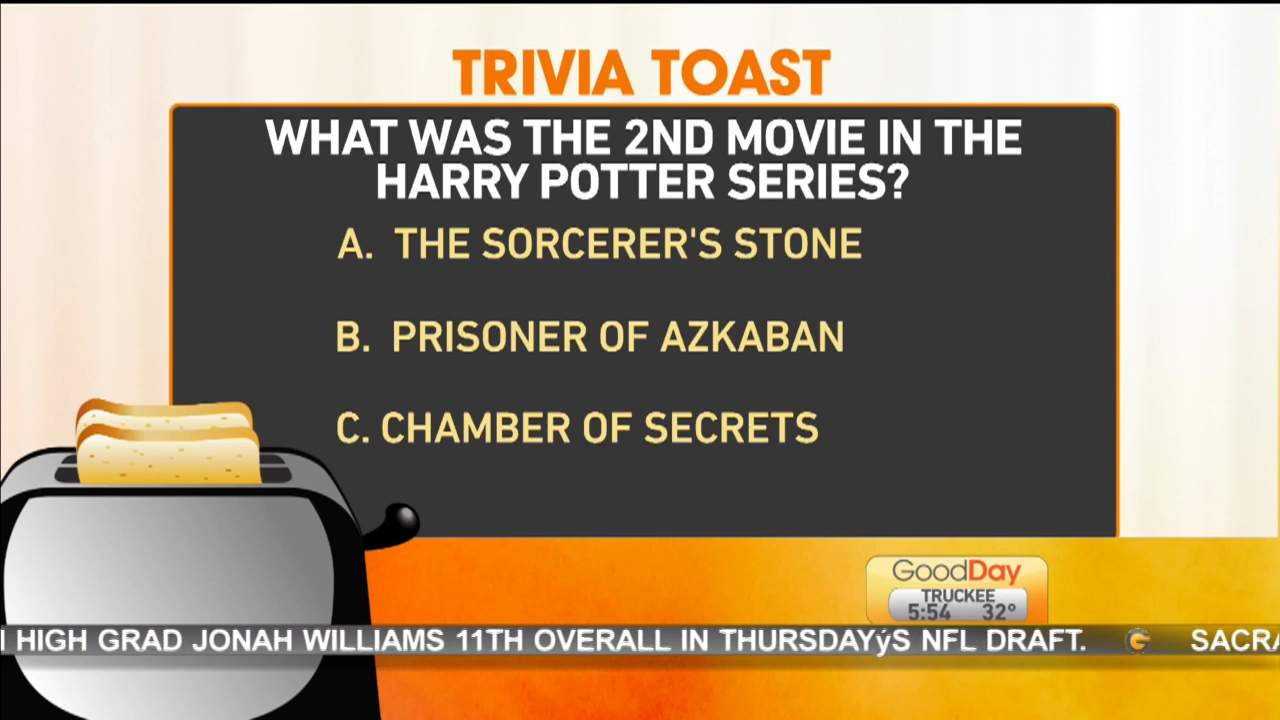 TRIVIA TOAST
WHAT WAS THE 2ND MOVIE IN THE
HARRY POTTER SERIES?
A. THE SORCERER'S STONE
B. PRISONER OF AZKABAN
C. CHAMBER OF SECRETS
GoodDay
TRUCKEE
5:54 32°
HIGH GRAD JONAH WILLIAMS 11TH OVERALL IN THURSDAYýS NFL DRAFT. SACRA